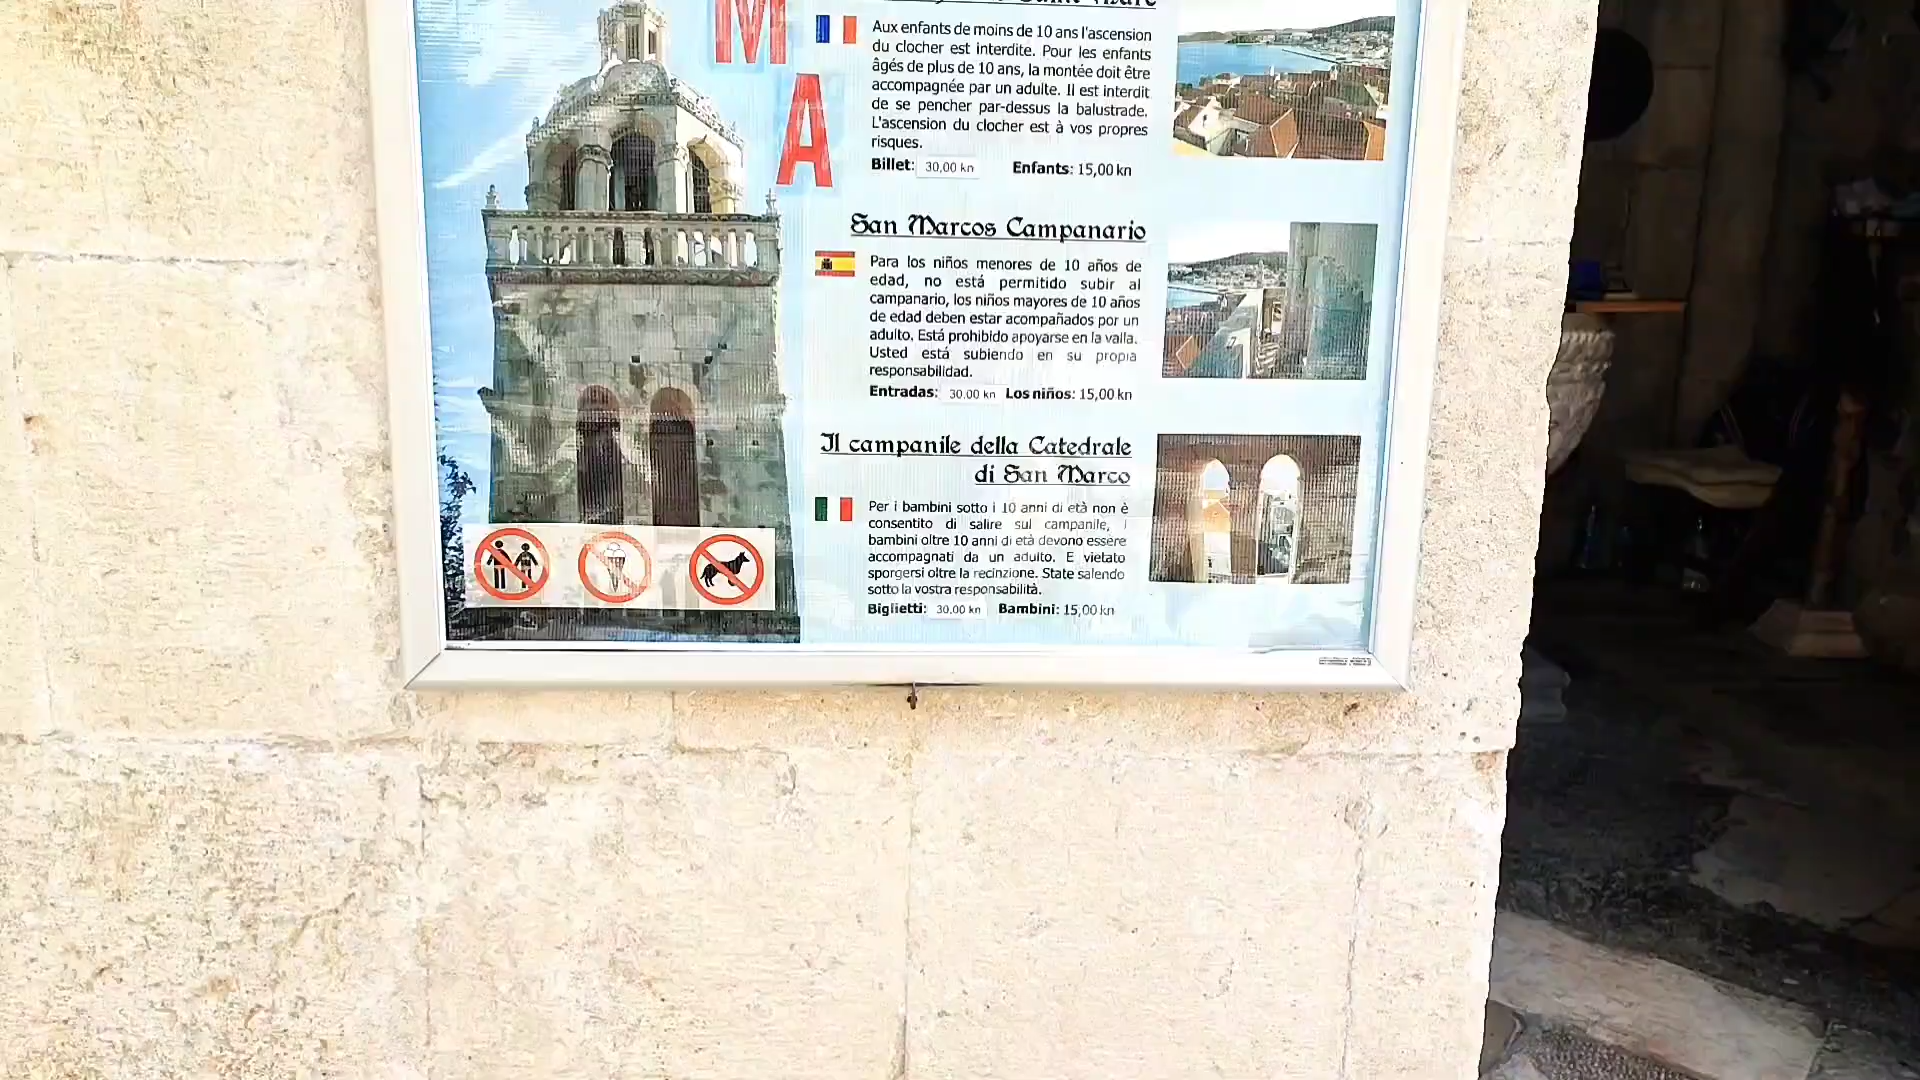 M
A
Aux enfants de moins de 10 ans l'ascension
du clocher est interdite. Pour les enfants
âgés de plus de 10 ans, la montée doit être
accompagnée par un adulte. Il est interdit
de se pencher par-dessus la balustrade.
L'ascension du clocher est à vos propres
risques.
Billet: 30,00 kn Enfants: 15,00 kn
San Marcos Campanario
Para los niños menores de 10 años de
edad, no está permitido subir al
campanario, los niños mayores de 10 años
de edad deben estar acompañados por un
adulto. Está prohibido apoyarse en la valla.
Usted está subiendo en su propia
responsabilidad.
Entradas: 30.00 kn Los niños: 15,00 kn
Il campanile della Catedrale
di San Marco
Per i bambini sotto i 10 anni di età non è
consentito di salire sul campanile, i
bambini oltre 10 anni di età devono essere
accompagnati da un adulto. E vietato
sporgersi oltre la recinzione. State salendo
sotto la vostra responsabilità.
Biglietti: 30.00 kn Bambini: 15,00 kn